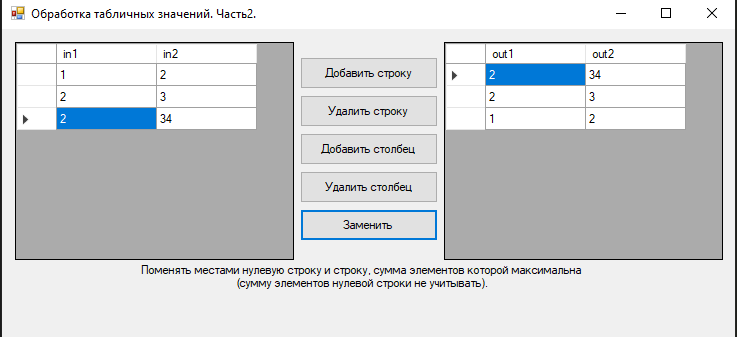 Обработка табличных значений. Часть2.
in1 in2
1 2
2 3
2 34
Добавить строку
Удалить строку
Добавить столбец
Удалить столбец
Заменить
out1 out2
2 34
2 3
1 2
Поменять местами нулевую строку и строку, сумма элементов которой максимальна
(сумму элементов нулевой строки не учитывать).